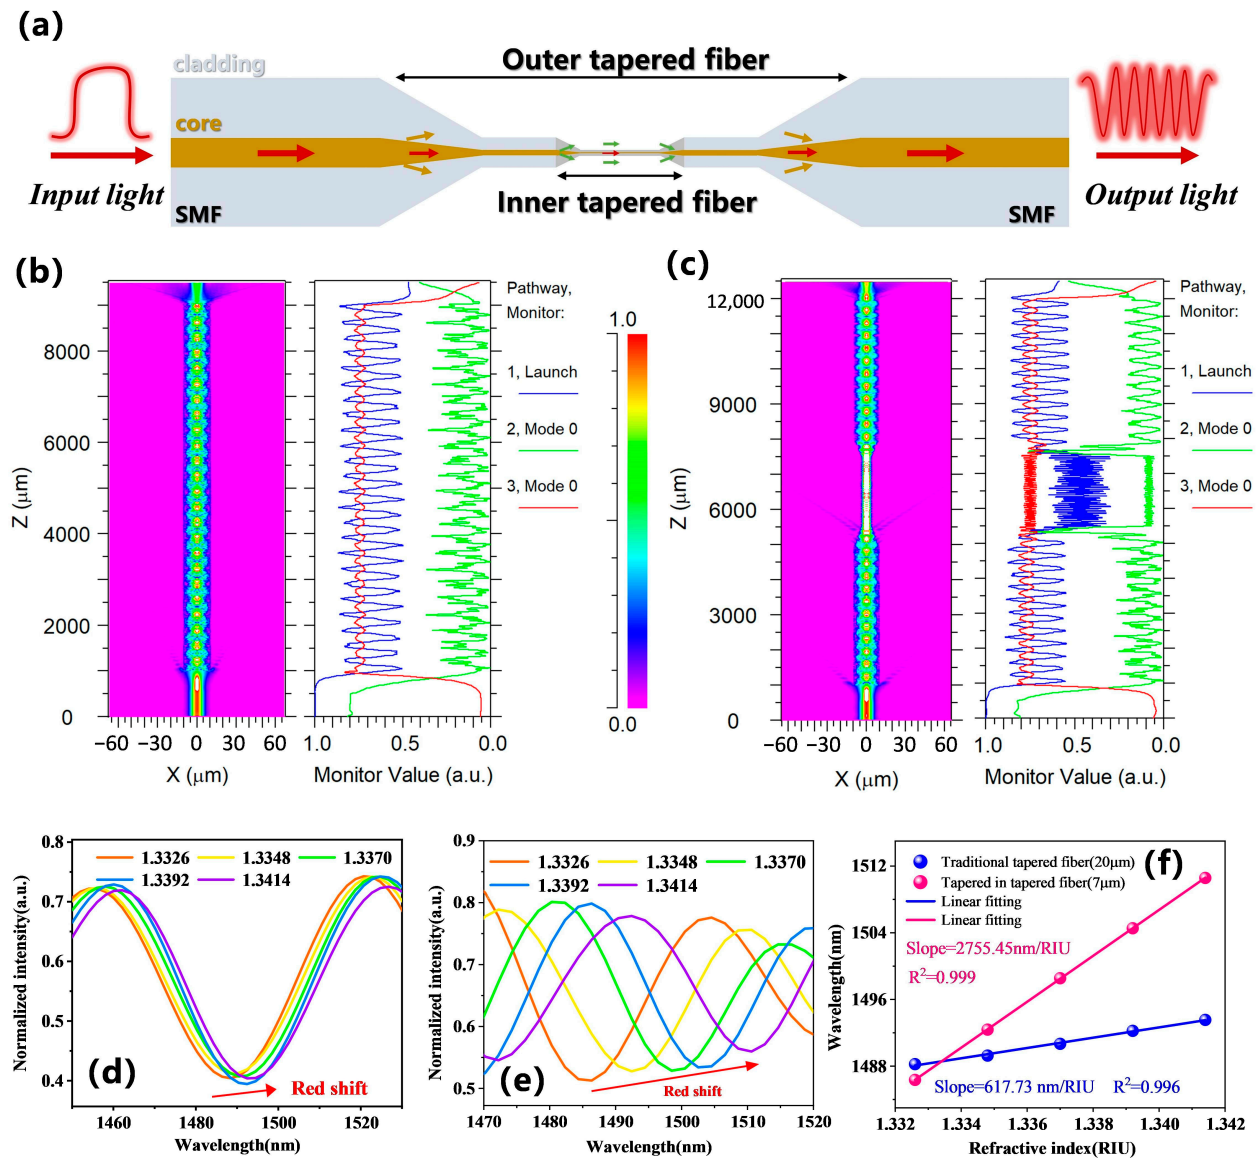 (a)
cladding
Outer tapered fiber
core
Input light
Inner tapered fiber
Output light
SMF
SMF
(b)
Pathway,
Monitor:
1, Launch
2, Mode 0
3, Mode 0
8000
6000
4000
2000
0
Z (μm)
−60 −30 0 30 60
X (μm)
1.0 0.5 0.0
Monitor Value (a.u.)
1.0
0.0
(c)
Pathway,
Monitor:
1, Launch
2, Mode 0
3, Mode 0
12,000
9000
6000
3000
0
Z (μm)
−60 −30 0 30 60
X (μm)
1.0 0.5 0.0
Monitor Value (a.u.)
0.8
0.7
0.6
0.5
0.4
Normalized intensity(a.u.)
1.3326 1.3348 1.3370
1.3392 1.3414
(d)
Red shift
1460 1480 1500 1520
Wavelength(nm)
0.9
0.8
0.7
0.6
0.5
Normalized intensity(a.u.)
1.3326 1.3348 1.3370
1.3392 1.3414
(e)
Red shift
1470 1480 1490 1500 1510 1520
Wavelength(nm)
1512
1504
1496
1488
Wavelength(nm)
Traditional tapered fiber(20μm)
Tapered in tapered fiber(7μm)
Linear fitting
Linear fitting
(f)
Slope=2755.45nm/RIU
R²=0.999
Slope=617.73 nm/RIU R²=0.996
1.332 1.334 1.336 1.338 1.340 1.342
Refractive index(RIU)